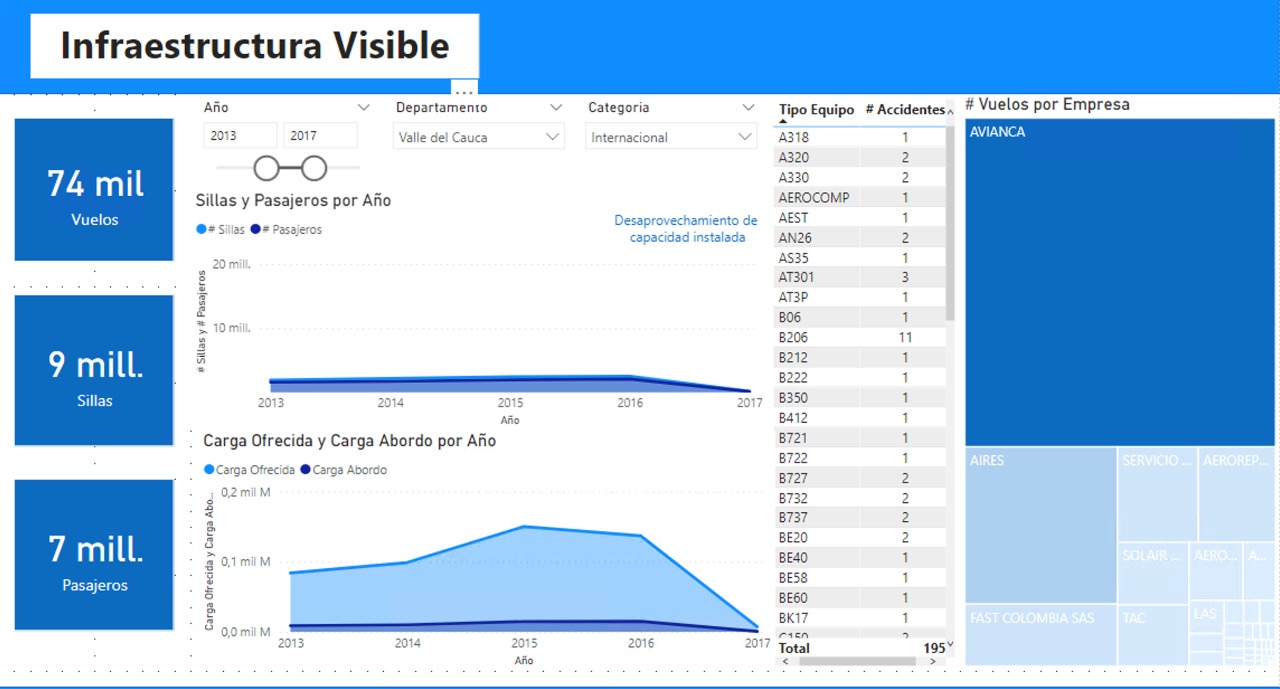 Infraestructura Visible
...
74 mil
Vuelos
9 mill.
Sillas
7 mill.
Pasajeros
Año
2013 2017
Departamento
Valle del Cauca
Categoria
Internacional
Sillas y Pasajeros por Año
# Sillas # Pasajeros
Desaprovechamiento de
capacidad instalada
# Sillas y # Pasajeros
20 mill.
10 mill.
2013 2014 2015 2016 2017
Año
Carga Ofrecida y Carga Abordo por Año
Carga Ofrecida Carga Abordo
Carga Ofrecida y Carga Abo...
0,2 mil M
0,1 mil M
0,0 mil M
2013 2014 2015 2016 2017
Año
Tipo Equipo # Accidentes
A318 1
A320 2
A330 2
AEROCOMP 1
AEST 1
AN26 2
AS35 1
AT301 3
AT3P 1
B06 1
B206 11
B212 1
B222 1
B350 1
B412 1
B721 1
B722 1
B727 2
B732 2
B737 2
BE20 2
BE40 1
BE58 1
BE60 1
BK17 1
C150 2
Total 195
# Vuelos por Empresa
AVIANCA
AIRES
SERVICIO ...
AEROREP...
SOLAIR ...
AERO...
A...
FAST COLOMBIA SAS
TAC
LAS